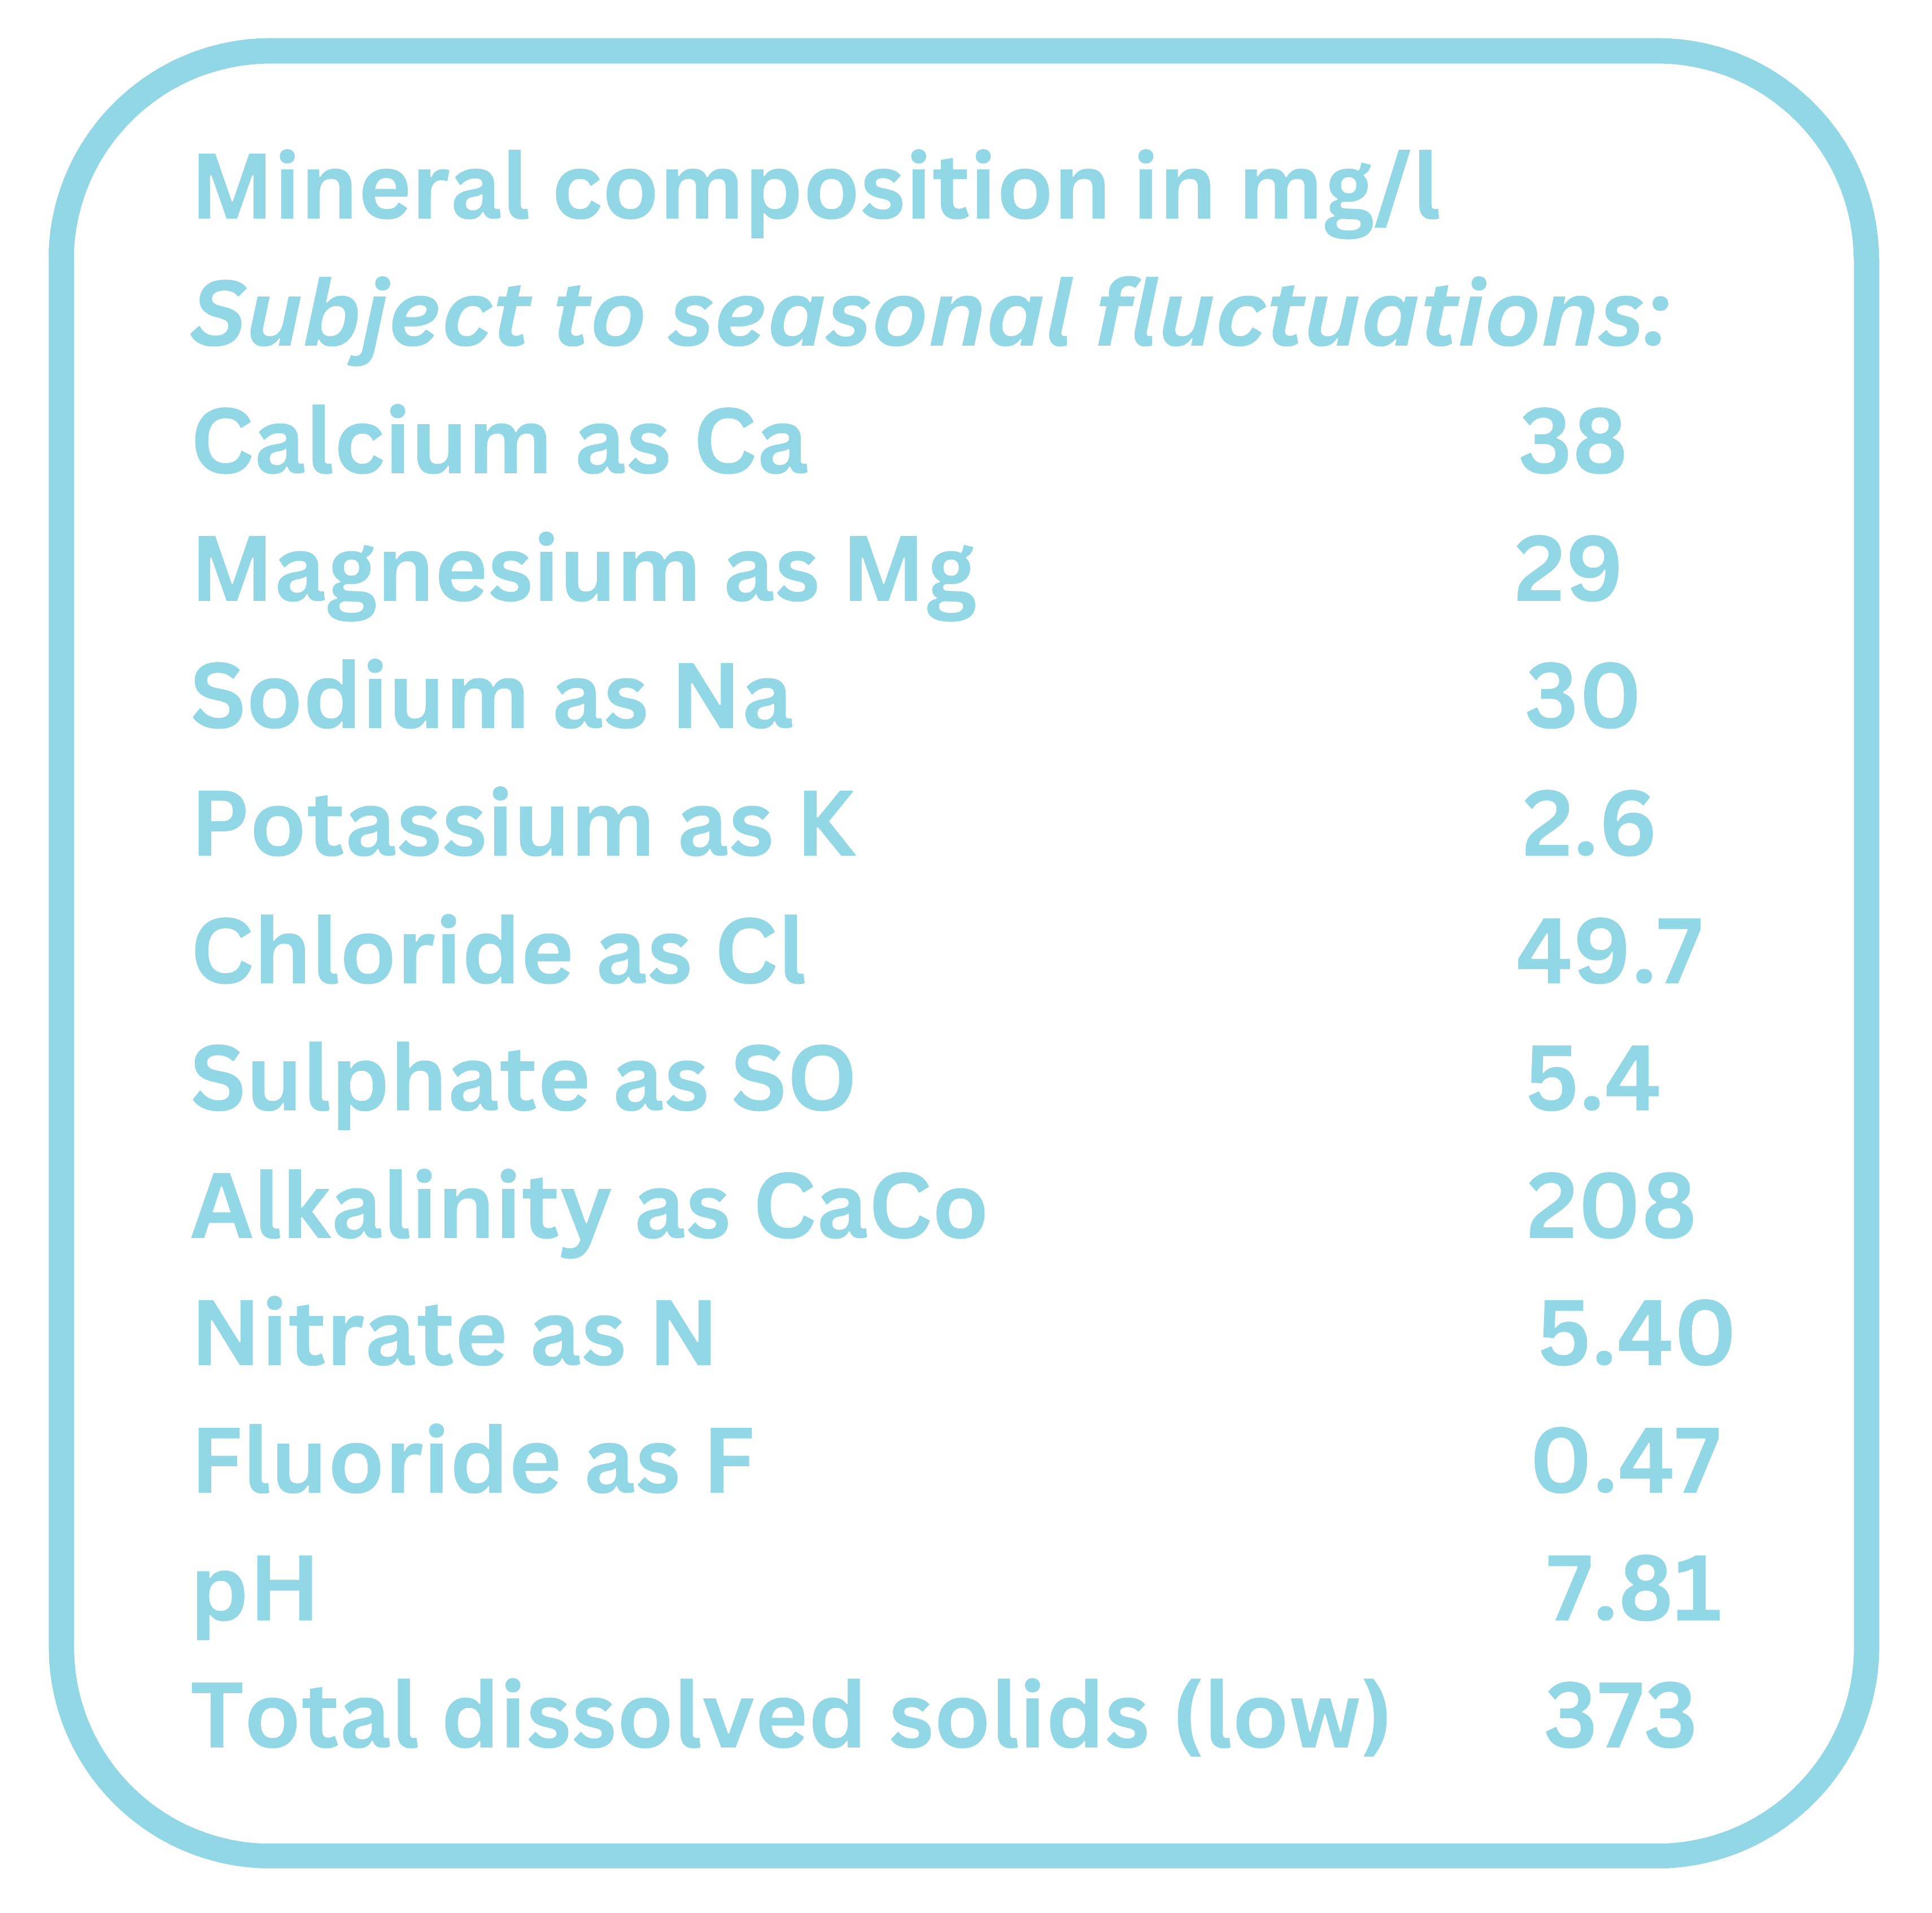 Mineral composition in mg/l
Subject to seasonal fluctuations:
Calcium as Ca 38
Magnesium as Mg 29
Sodium as Na 30
Potassium as K 2.6
Chloride as Cl 49.7
Sulphate as SO 5.4
Alkalinity as CaCo 208
Nitrate as N 5.40
Fluoride as F 0.47
pH 7.81
Total dissolved solids (low) 373